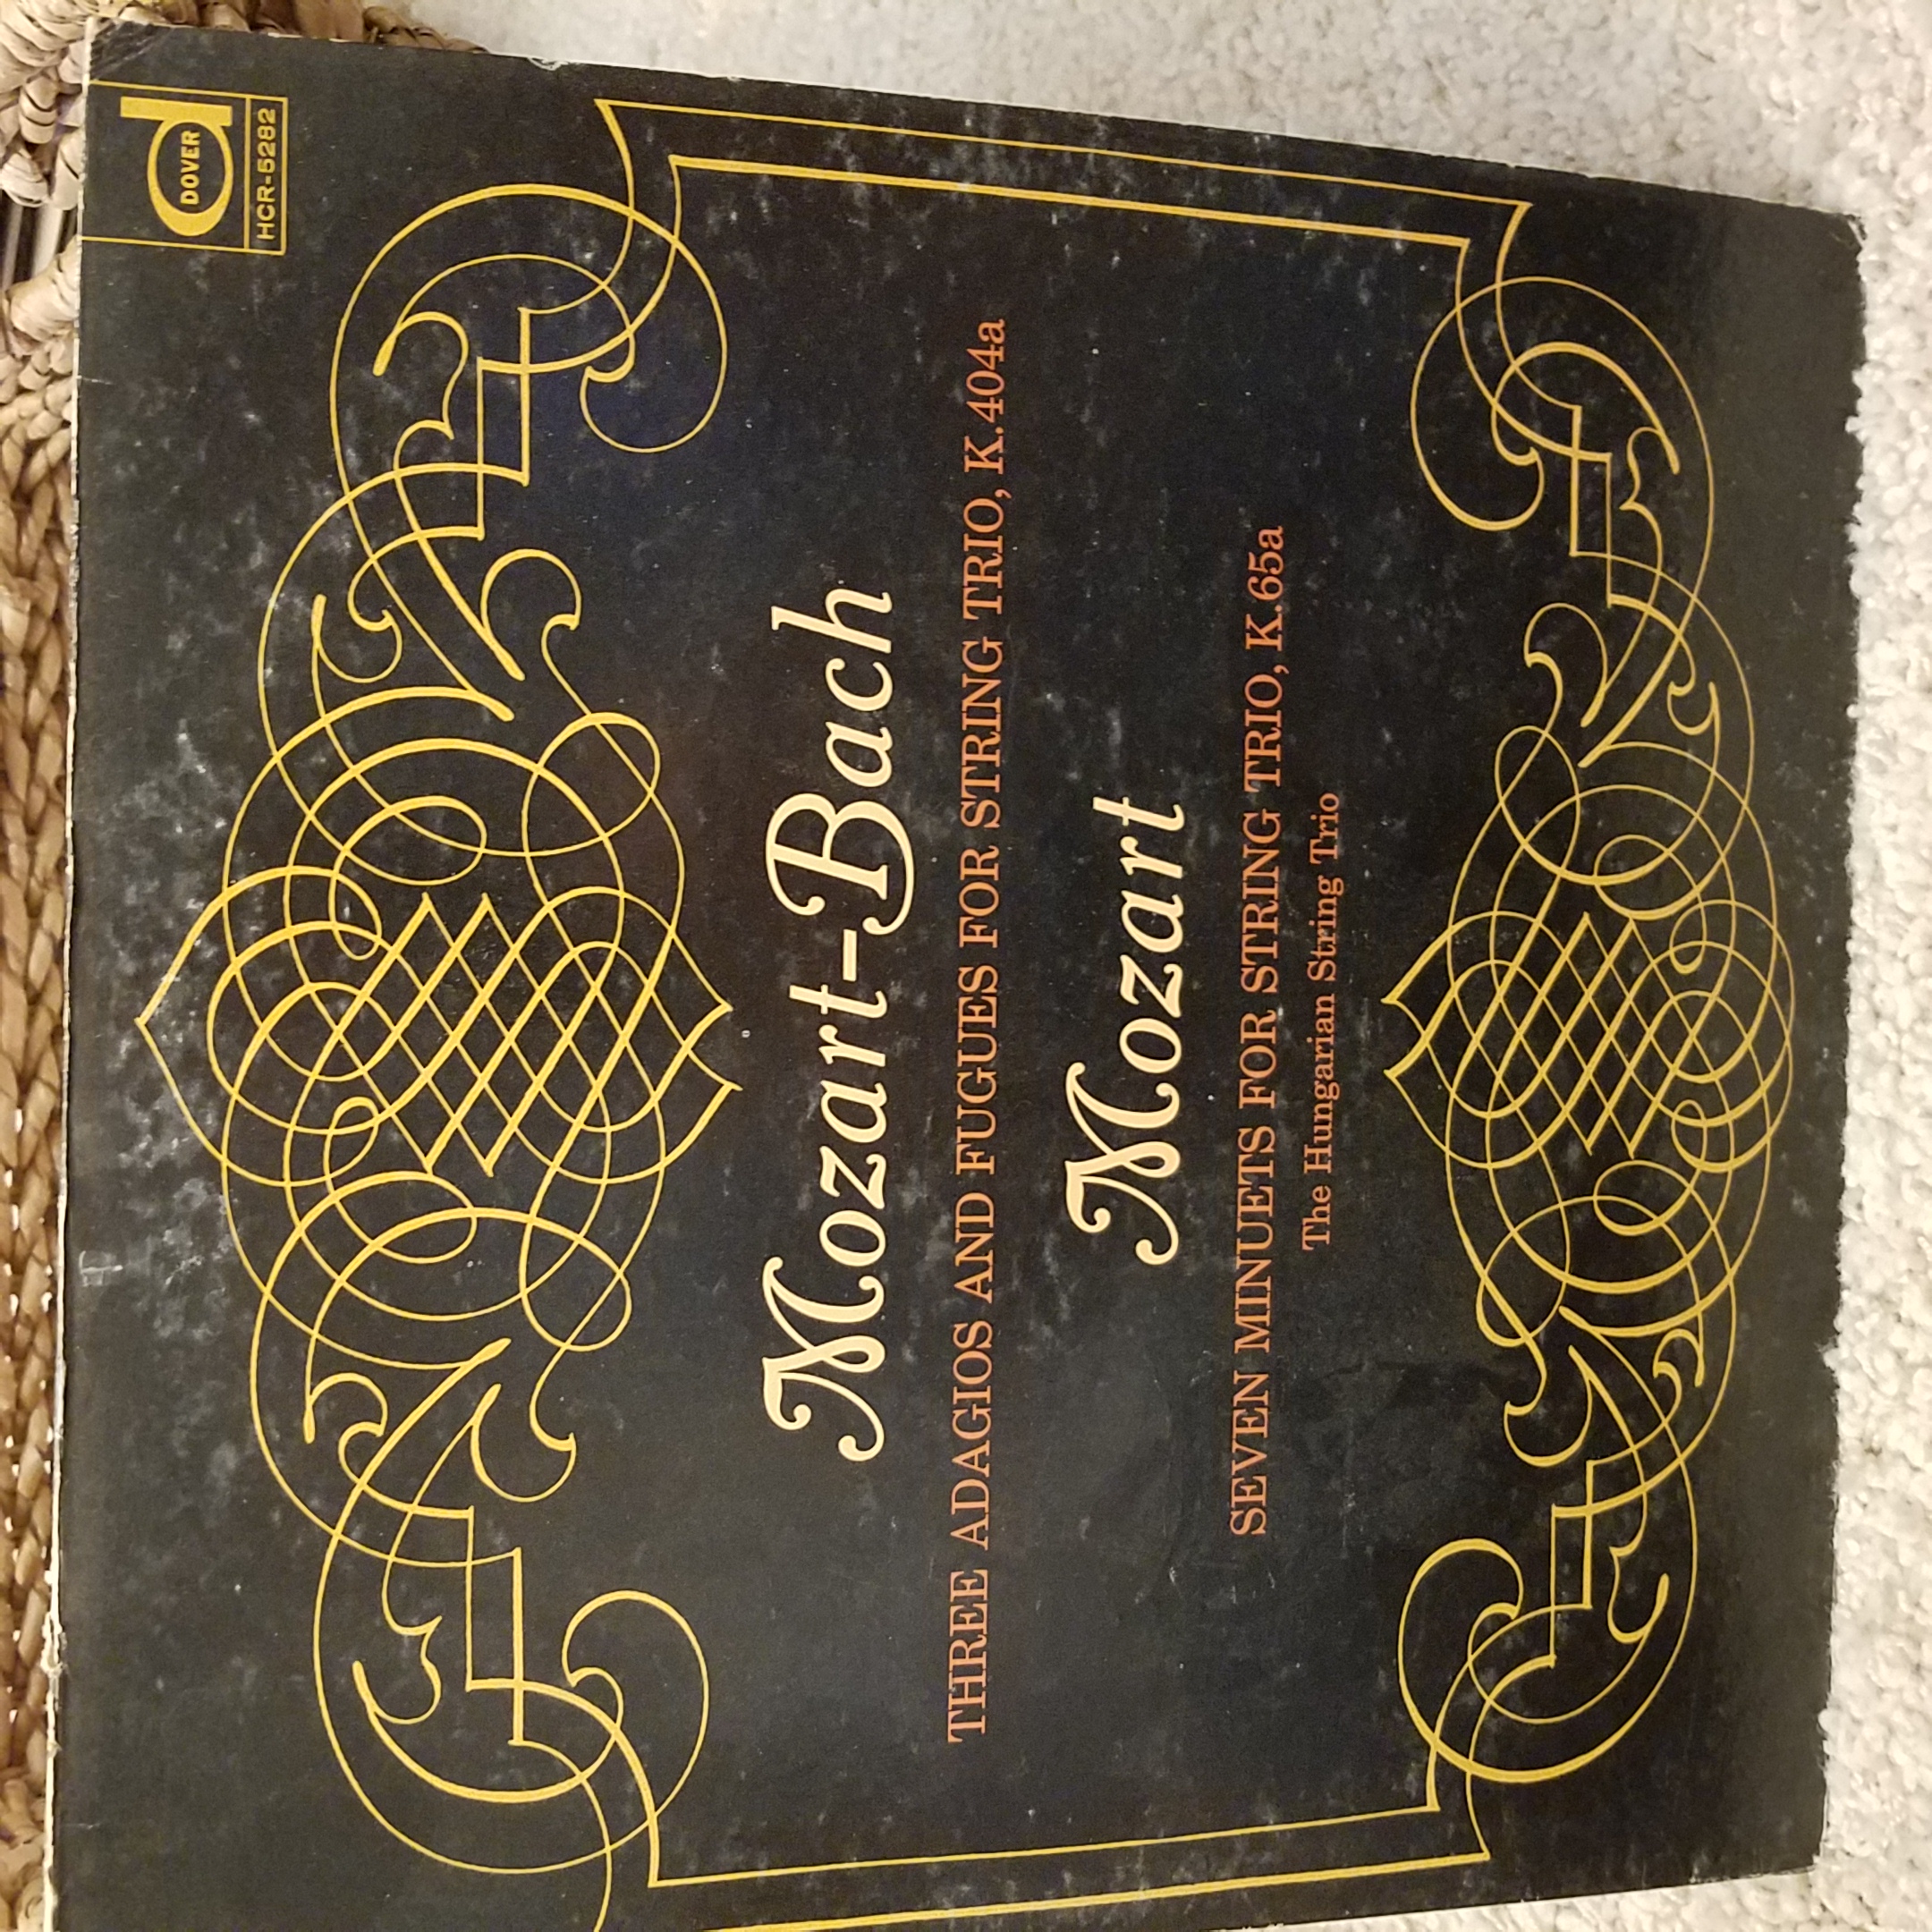 DOVER
HCR-5282
Mozart-Bach
THREE ADAGIOS AND FUGUES FOR STRING TRIO, K.404a
Mozart
SEVEN MINUETS FOR STRING TRIO, K.65a
The Hungarian String Trio